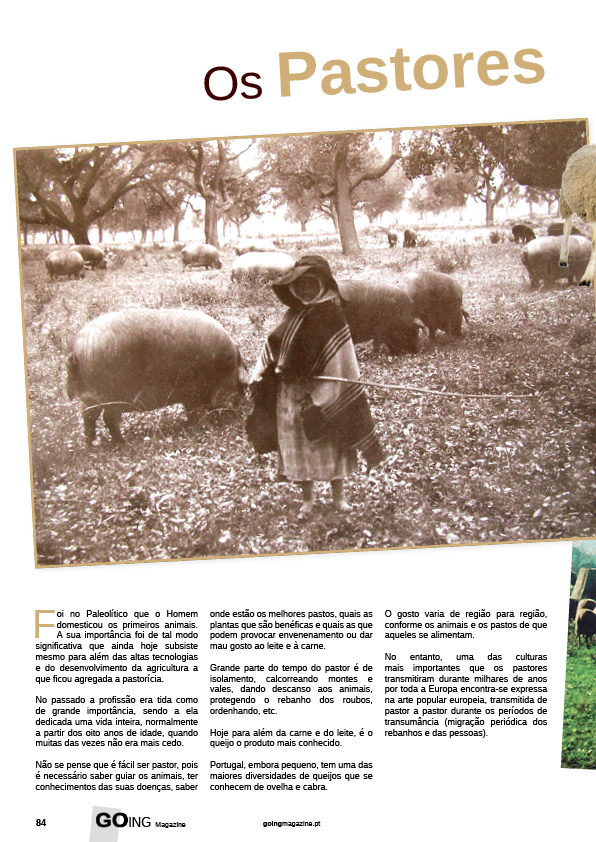 Os Pastores
Foi no Paleolítico que o Homem
domesticou os primeiros animais.
A sua importância foi de tal modo
significativa que ainda hoje subsiste
mesmo para além das altas tecnologias
e do desenvolvimento da agricultura a
que ficou agregada a pastorícia.
No passado a profissão era tida como
de grande importância, sendo a ela
dedicada uma vida inteira, normalmente
a partir dos oito anos de idade, quando
muitas das vezes não era mais cedo.
Não se pense que é fácil ser pastor, pois
é necessário saber guiar os animais, ter
conhecimentos das suas doenças, saber
onde estão os melhores pastos, quais as
plantas que são benéficas e quais as que
podem provocar envenenamento ou dar
mau gosto ao leite e à carne.
Grande parte do tempo do pastor é de
isolamento, calcorreando montes e
vales, dando descanso aos animais,
protegendo o rebanho dos roubos,
ordenhando, etc.
Hoje para além da carne e do leite, é o
queijo o produto mais conhecido.
Portugal, embora pequeno, tem uma das
maiores diversidades de queijos que se
conhecem de ovelha e cabra.
O gosto varia de região para região,
conforme os animais e os pastos de que
aqueles se alimentam.
No entanto, uma das culturas
mais importantes que os pastores
transmitiram durante milhares de anos
por toda a Europa encontra-se expressa
na arte popular europeia, transmitida de
pastor a pastor durante os períodos de
transumância (migração periódica dos
rebanhos e das pessoas).
84
GOING Magazine
goingmagazine.pt